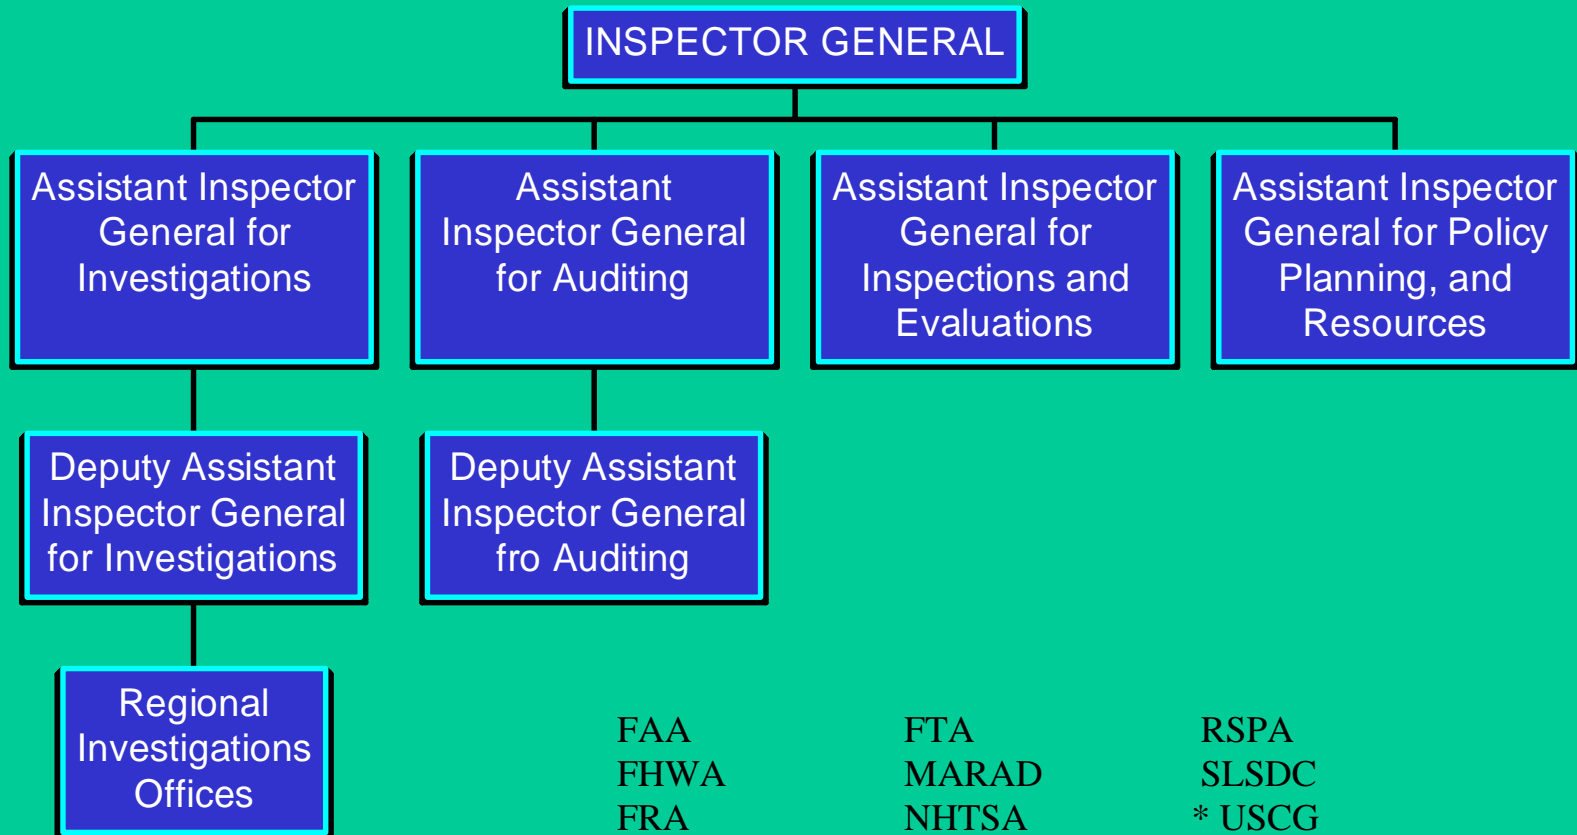 INSPECTOR GENERAL
Assistant Inspector
General for
Investigations
Assistant
Inspector General
for Auditing
Assistant Inspector
General for
Inspections and
Evaluations
Assistant Inspector
General for Policy
Planning, and
Resources
Deputy Assistant
Inspector General
for Investigations
Deputy Assistant
Inspector General
fro Auditing
Regional
Investigations
Offices
FAA FTA RSPA
FHWA MARAD SLSDC
FRA NHTSA * USCG